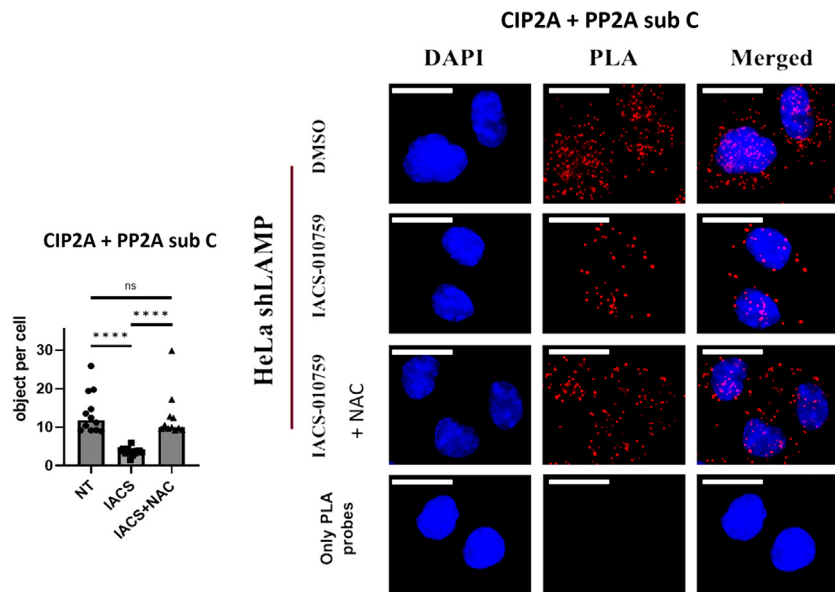 CIP2A + PP2A sub C
DAPI
PLA
Merged
HeLa shLAMP
DMSO
IACS-010759
IACS-010759
+ NAC
Only PLA
probes
CIP2A + PP2A sub C
ns
****
****
object per cell
30
20
10
0
NT
IACS
IACS+NAC